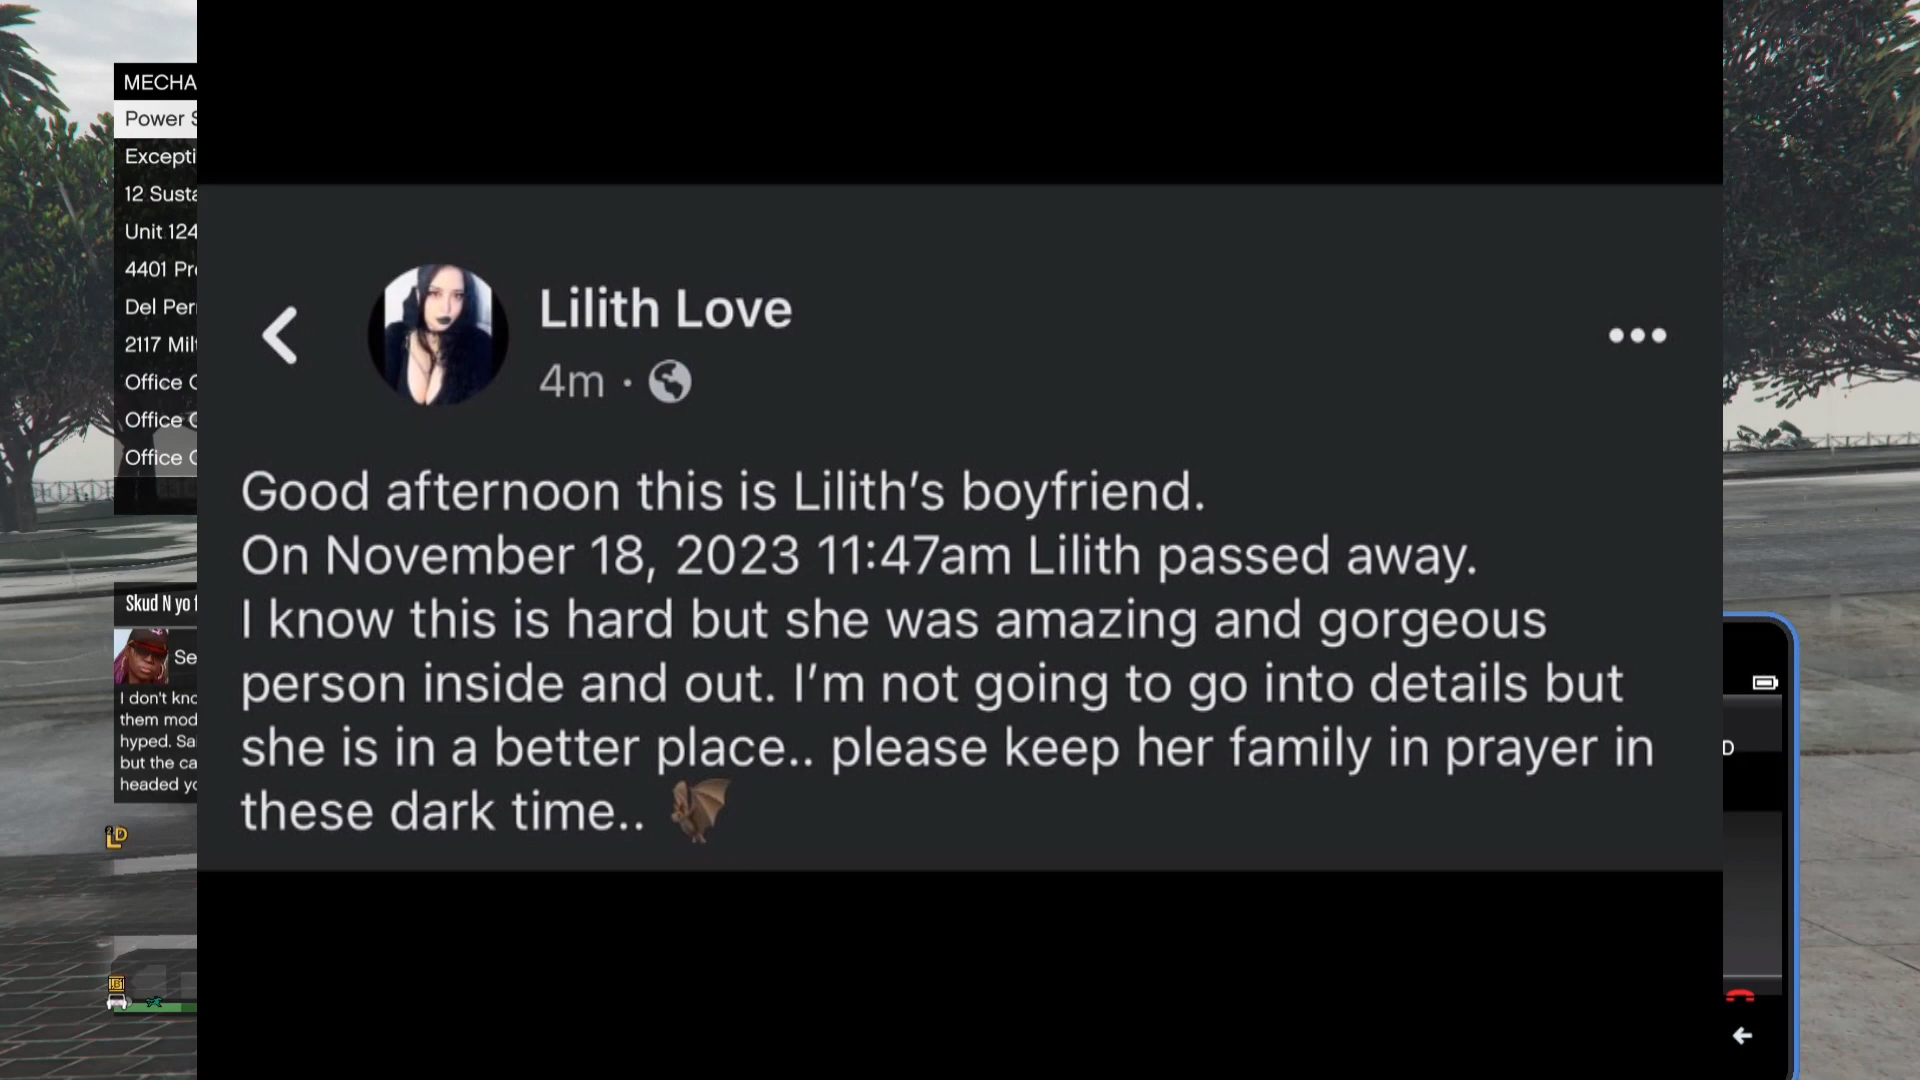 MECHA
Power S
Excepti
12 Susta
Unit 124
4401 Pr
Del Per
2117 Mil
Office
Office
Office
Lilith Love
4m ·
Good afternoon this is Lilith's boyfriend.
On November 18, 2023 11:47am Lilith passed away.
I know this is hard but she was amazing and gorgeous
person inside and out. I'm not going to go into details but
she is in a better place.. please keep her family in prayer in
these dark time.. 🦇
Skud N yo
Se
I don't kno
them mod
hyped. Sa
but the ca
headed yo
D